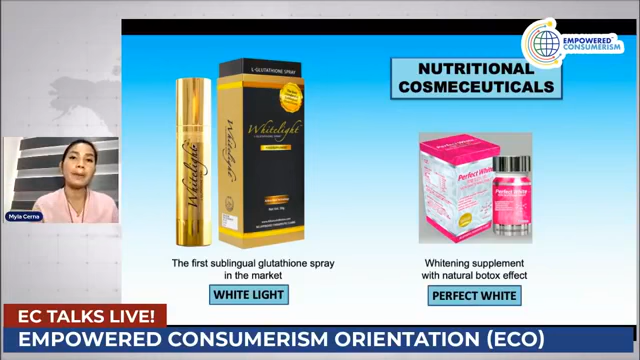 EMPOWERED
CONSUMERISM
NUTRITIONAL
COSMECEUTICALS
L-GLUTATHIONE SPRAY
Whitelight
Whitelight
Whitelight
Perfect White
Perfect White
Myla Cerna
The first sublingual glutathione spray
in the market
WHITE LIGHT
Whitening supplement
with natural botox effect
PERFECT WHITE
EC TALKS LIVE!
EMPOWERED CONSUMERISM ORIENTATION (ECO)